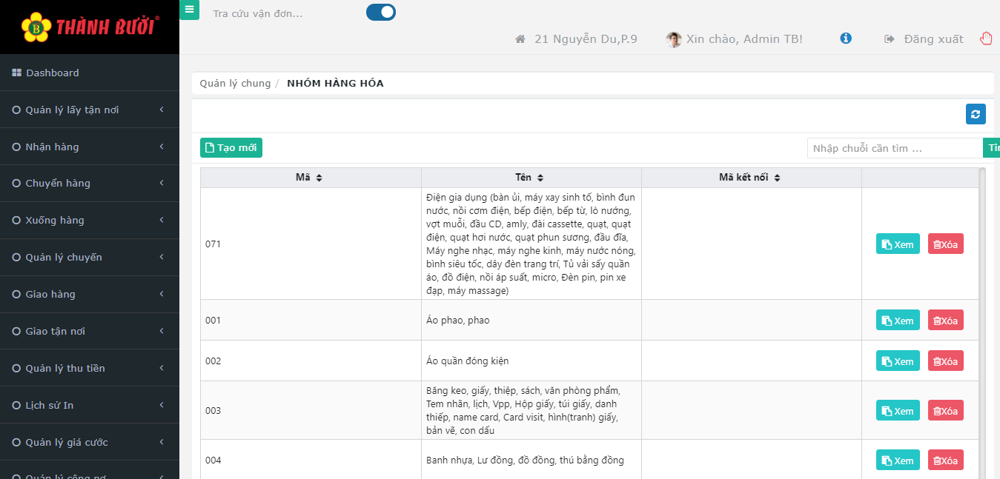 THÀNH BƯỞI®
B
Tra cứu vận đơn...
21 Nguyễn Du,P.9
Xin chào, Admin TB!
Đăng xuất
Dashboard
Quản lý lấy tận nơi
Nhận hàng
Chuyển hàng
Xuống hàng
Quản lý chuyến
Giao hàng
Giao tận nơi
Quản lý thu tiền
Lịch sử In
Quản lý giá cước
Quản lý công nợ
Quản lý chung / NHÓM HÀNG HÓA
Tạo mới
Nhập chuỗi cần tìm ...
Mã Tên Mã kết nối
071
Điện gia dụng (bàn ủi, máy xay sinh tố, bình đun
nước, nồi cơm điện, bếp điện, bếp từ, lò nướng,
vợt muỗi, đầu CD, amly, đài cassette, quạt, quạt
điện, quạt hơi nước, quạt phun sương, đầu đĩa,
Máy nghe nhạc, máy nghe kinh, máy nước nóng,
bình siêu tốc, dây đèn trang trí, Tủ vải sấy quần
áo, đồ điện, nồi áp suất, micro, Đèn pin, pin xe
đạp, máy massage)
Xem Xóa
001 Áo phao, phao Xem Xóa
002 Áo quần đóng kiện Xem Xóa
003
Băng keo, giấy, thiệp, sách, văn phòng phẩm,
Tem nhãn, lịch, Vpp, Hộp giấy, túi giấy, danh
thiếp, name card, Card visit, hình(tranh) giấy,
bản vẽ, con dấu
Xem Xóa
004 Banh nhựa, Lư đồng, đồ đồng, thú bằng đồng Xem Xóa